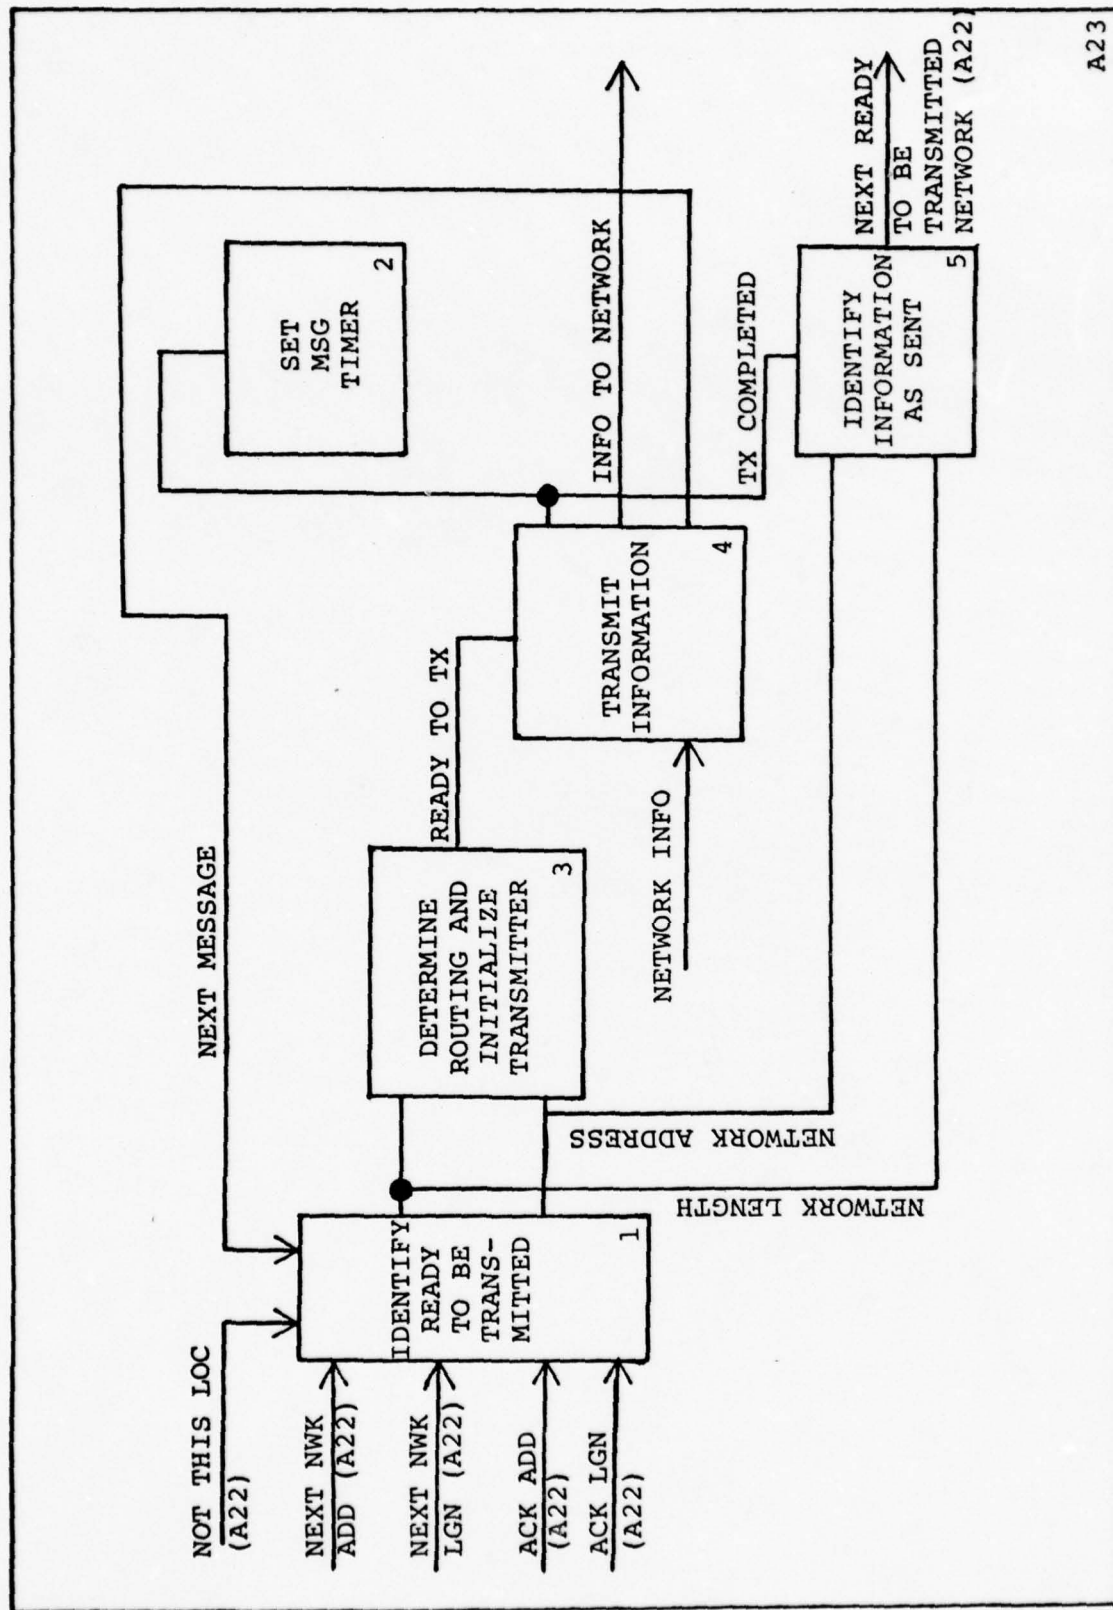 NEXT MESSAGE
NOT THIS LOC
(A22)
NEXT NWK
ADD (A22)
NEXT NWK
LGN (A22)
ACK ADD
(A22)
ACK LGN
(A22)
IDENTIFY
READY
TO BE
TRANS-
MITTED
1
SET
MSG
TIMER
2
DETERMINE
ROUTING AND
INITIALIZE
TRANSMITTER
3
READY TO TX
NETWORK INFO
TRANSMIT
INFORMATION
4
INFO TO NETWORK
TX COMPLETED
NETWORK ADDRESS
NETWORK LENGTH
IDENTIFY
INFORMATION
AS SENT
5
NEXT READY
TO BE
TRANSMITTED
NETWORK (A22)
A23